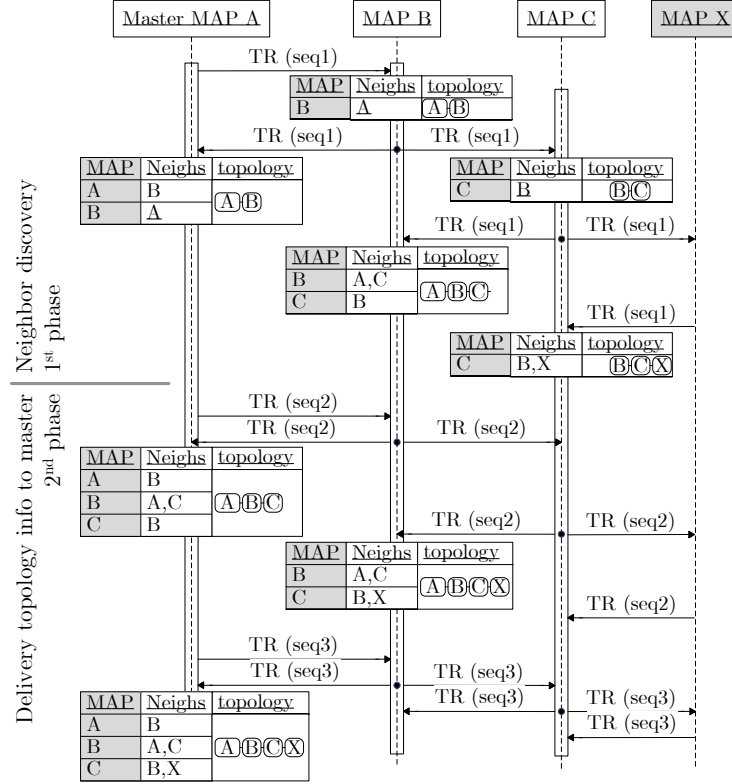 Master MAP A
MAP B
MAP C
MAP X
TR (seq1)
MAP Neighs topology
B A A B
TR (seq1)
TR (seq1)
MAP Neighs topology
A B
B A
A B
MAP Neighs topology
C B B C
TR (seq1)
TR (seq1)
MAP Neighs topology
B A,C
C B
A B C
TR (seq1)
MAP Neighs topology
C B,X B C X
Neighbor discovery
1st phase
TR (seq2)
TR (seq2)
TR (seq2)
MAP Neighs topology
A B
B A,C
C B
A B C
TR (seq2)
TR (seq2)
MAP Neighs topology
B A,C
C B,X
A B C X
TR (seq2)
TR (seq3)
TR (seq3)
TR (seq3)
TR (seq3)
TR (seq3)
TR (seq3)
MAP Neighs topology
A B
B A,C
C B,X
A B C X
Delivery topology info to master
2nd phase